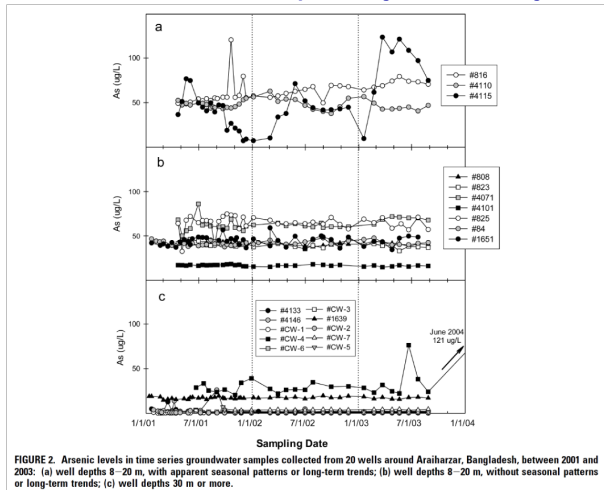 a
As (ug/L)
100
50
#816
#4110
#4115
b
As (ug/L)
100
50
#808
#823
#4071
#4101
#825
#84
#1651
c
As (ug/L)
100
50
0
#4133 #CW-3
#4146 #1639
#CW-1 #CW-2
#CW-4 #CW-7
#CW-6 #CW-5
June 2004
121 ug/L
1/1/01 7/1/01 1/1/02 7/1/02 1/1/03 7/1/03 1/1/04
Sampling Date
FIGURE 2. Arsenic levels in time series groundwater samples collected from 20 wells around Araiharzar, Bangladesh, between 2001 and
2003: (a) well depths 8−20 m, with apparent seasonal patterns or long-term trends; (b) well depths 8−20 m, without seasonal patterns
or long-term trends; (c) well depths 30 m or more.